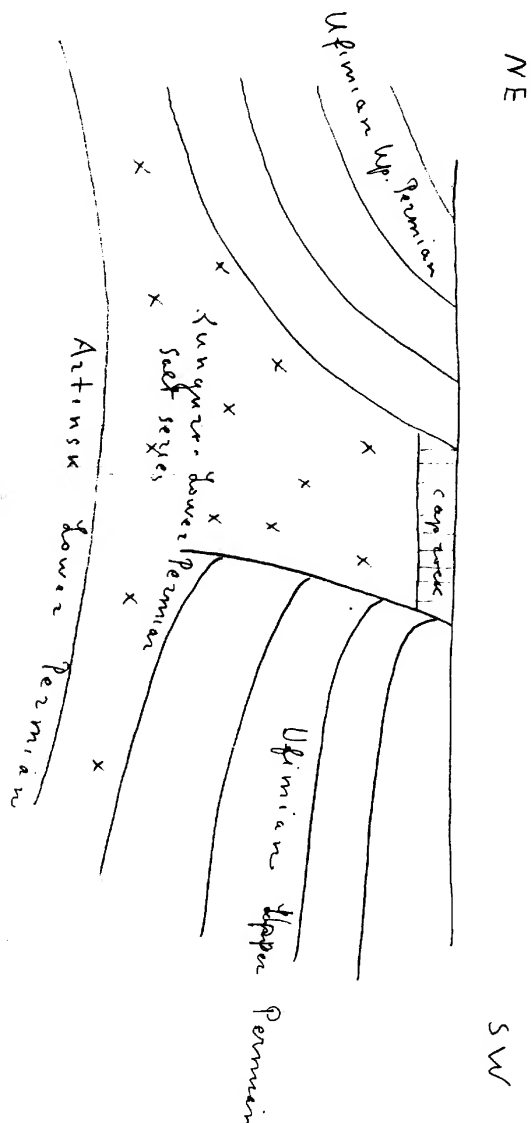 NE
SW
Ufimian Up. Permian
cap rock
Kungur. Lower Permian
salt series
Ufimian Upper Permian
Artinsk Lower Permian